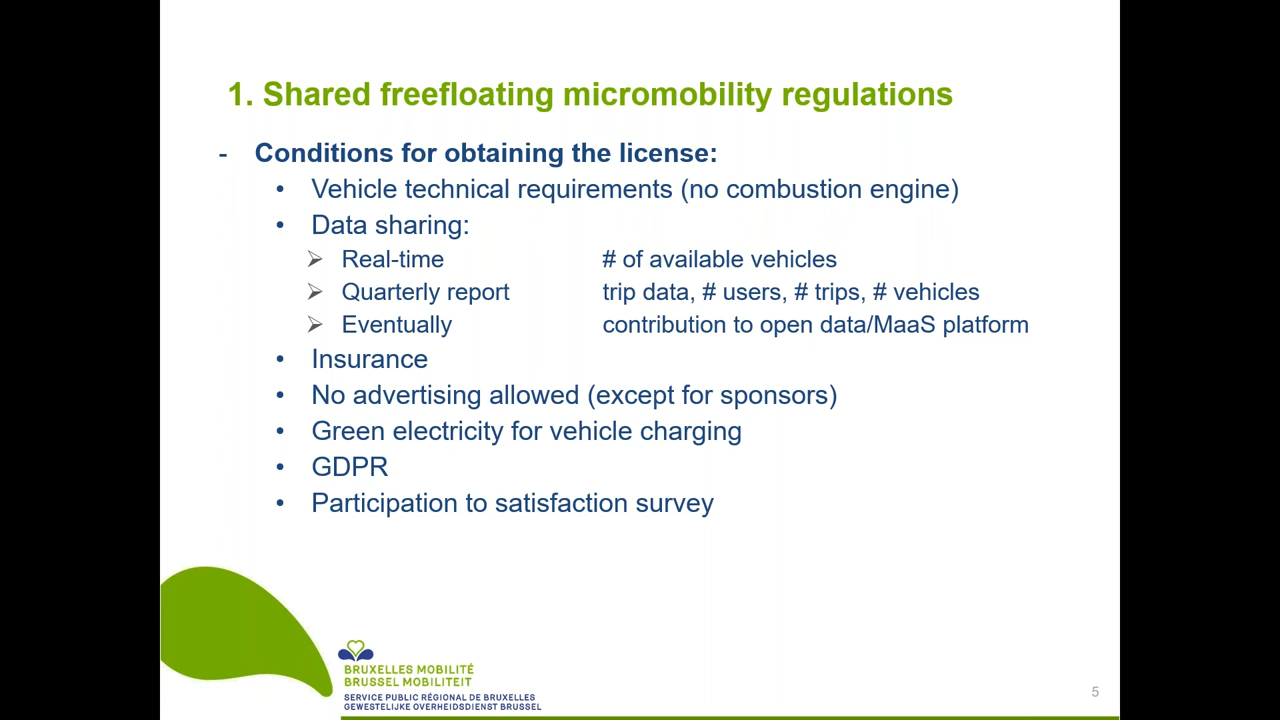 1. Shared freefloating micromobility regulations
- Conditions for obtaining the license:
• Vehicle technical requirements (no combustion engine)
• Data sharing:
➢ Real-time # of available vehicles
➢ Quarterly report trip data, # users, # trips, # vehicles
➢ Eventually contribution to open data/MaaS platform
• Insurance
• No advertising allowed (except for sponsors)
• Green electricity for vehicle charging
• GDPR
• Participation to satisfaction survey
BRUXELLES MOBILITÉ
BRUSSEL MOBILITEIT
SERVICE PUBLIC RÉGIONAL DE BRUXELLES
GEWESTELIJKE OVERHEIDSDIENST BRUSSEL
5